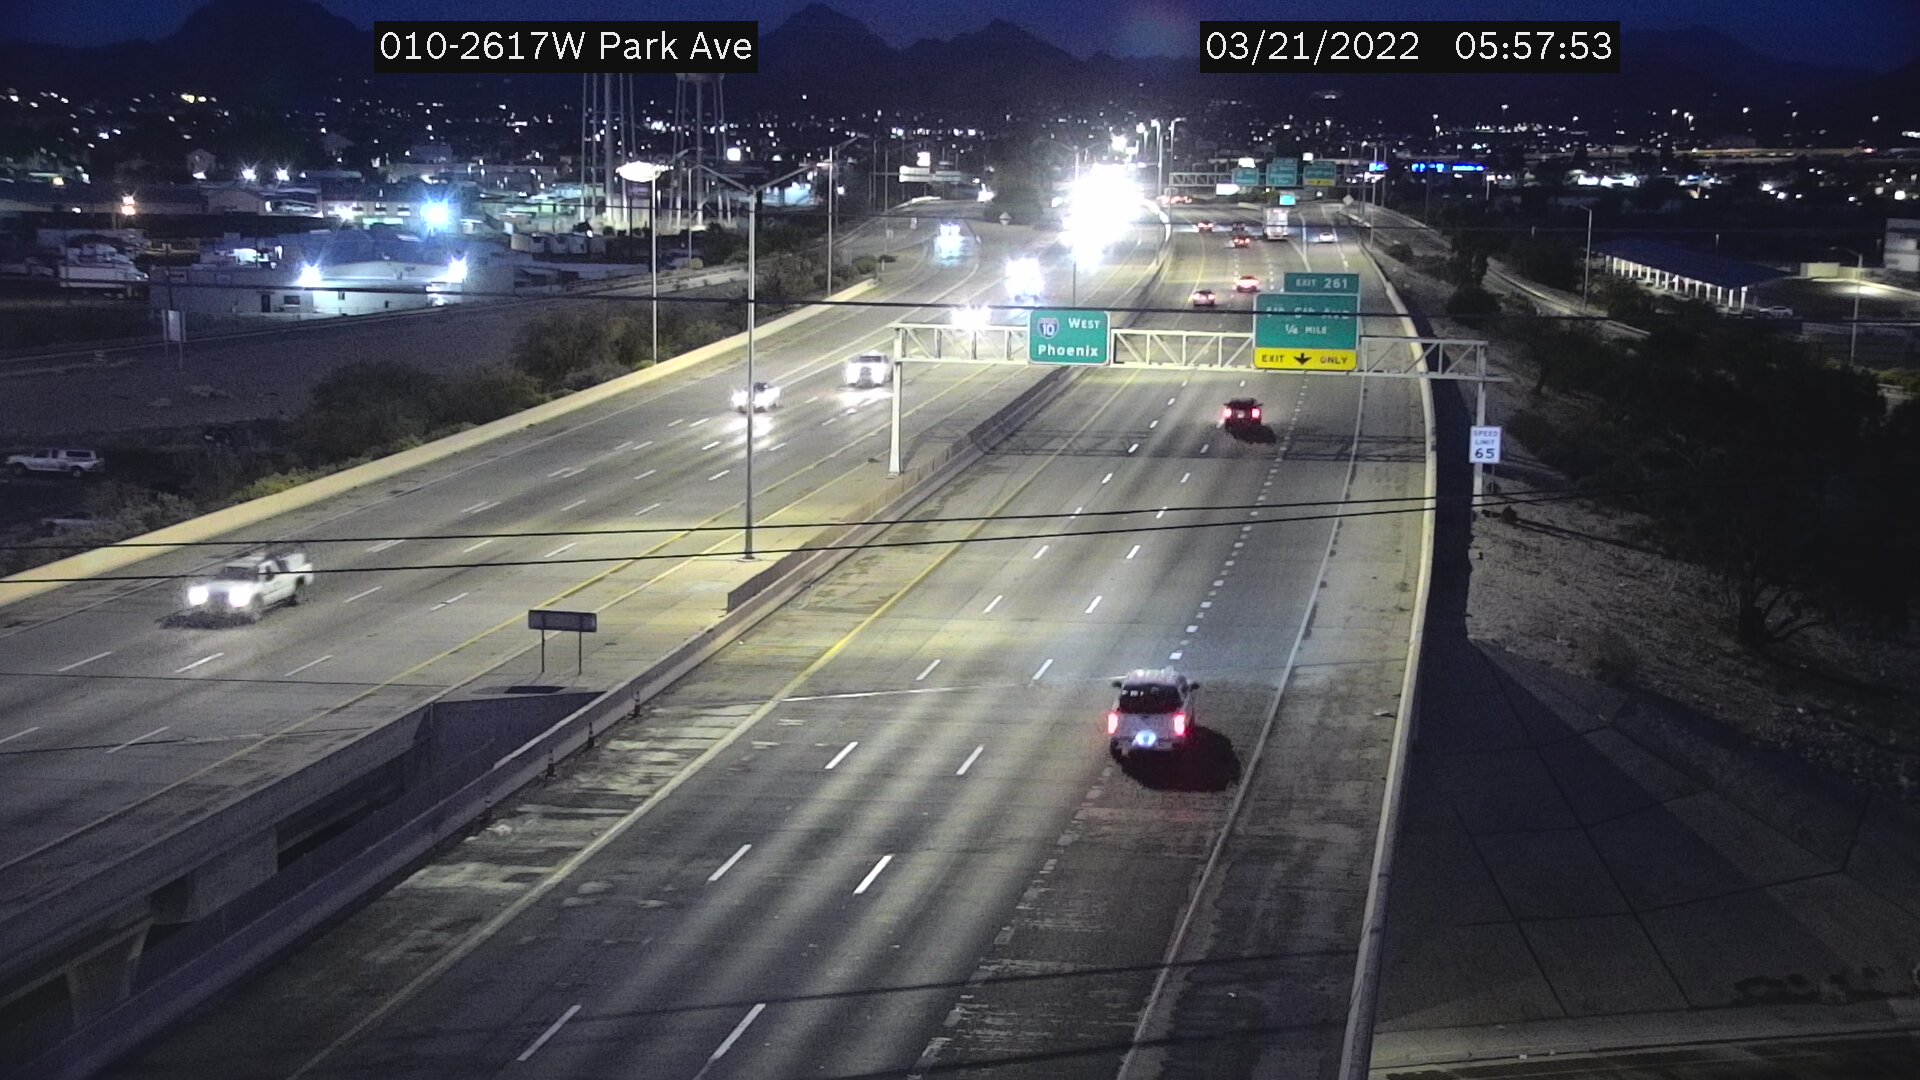 010-2617W Park Ave
03/21/2022 05:57:53
EXIT 261
1/4 MILE
EXIT ONLY
10 WEST
Phoenix
SPEED
LIMIT
65